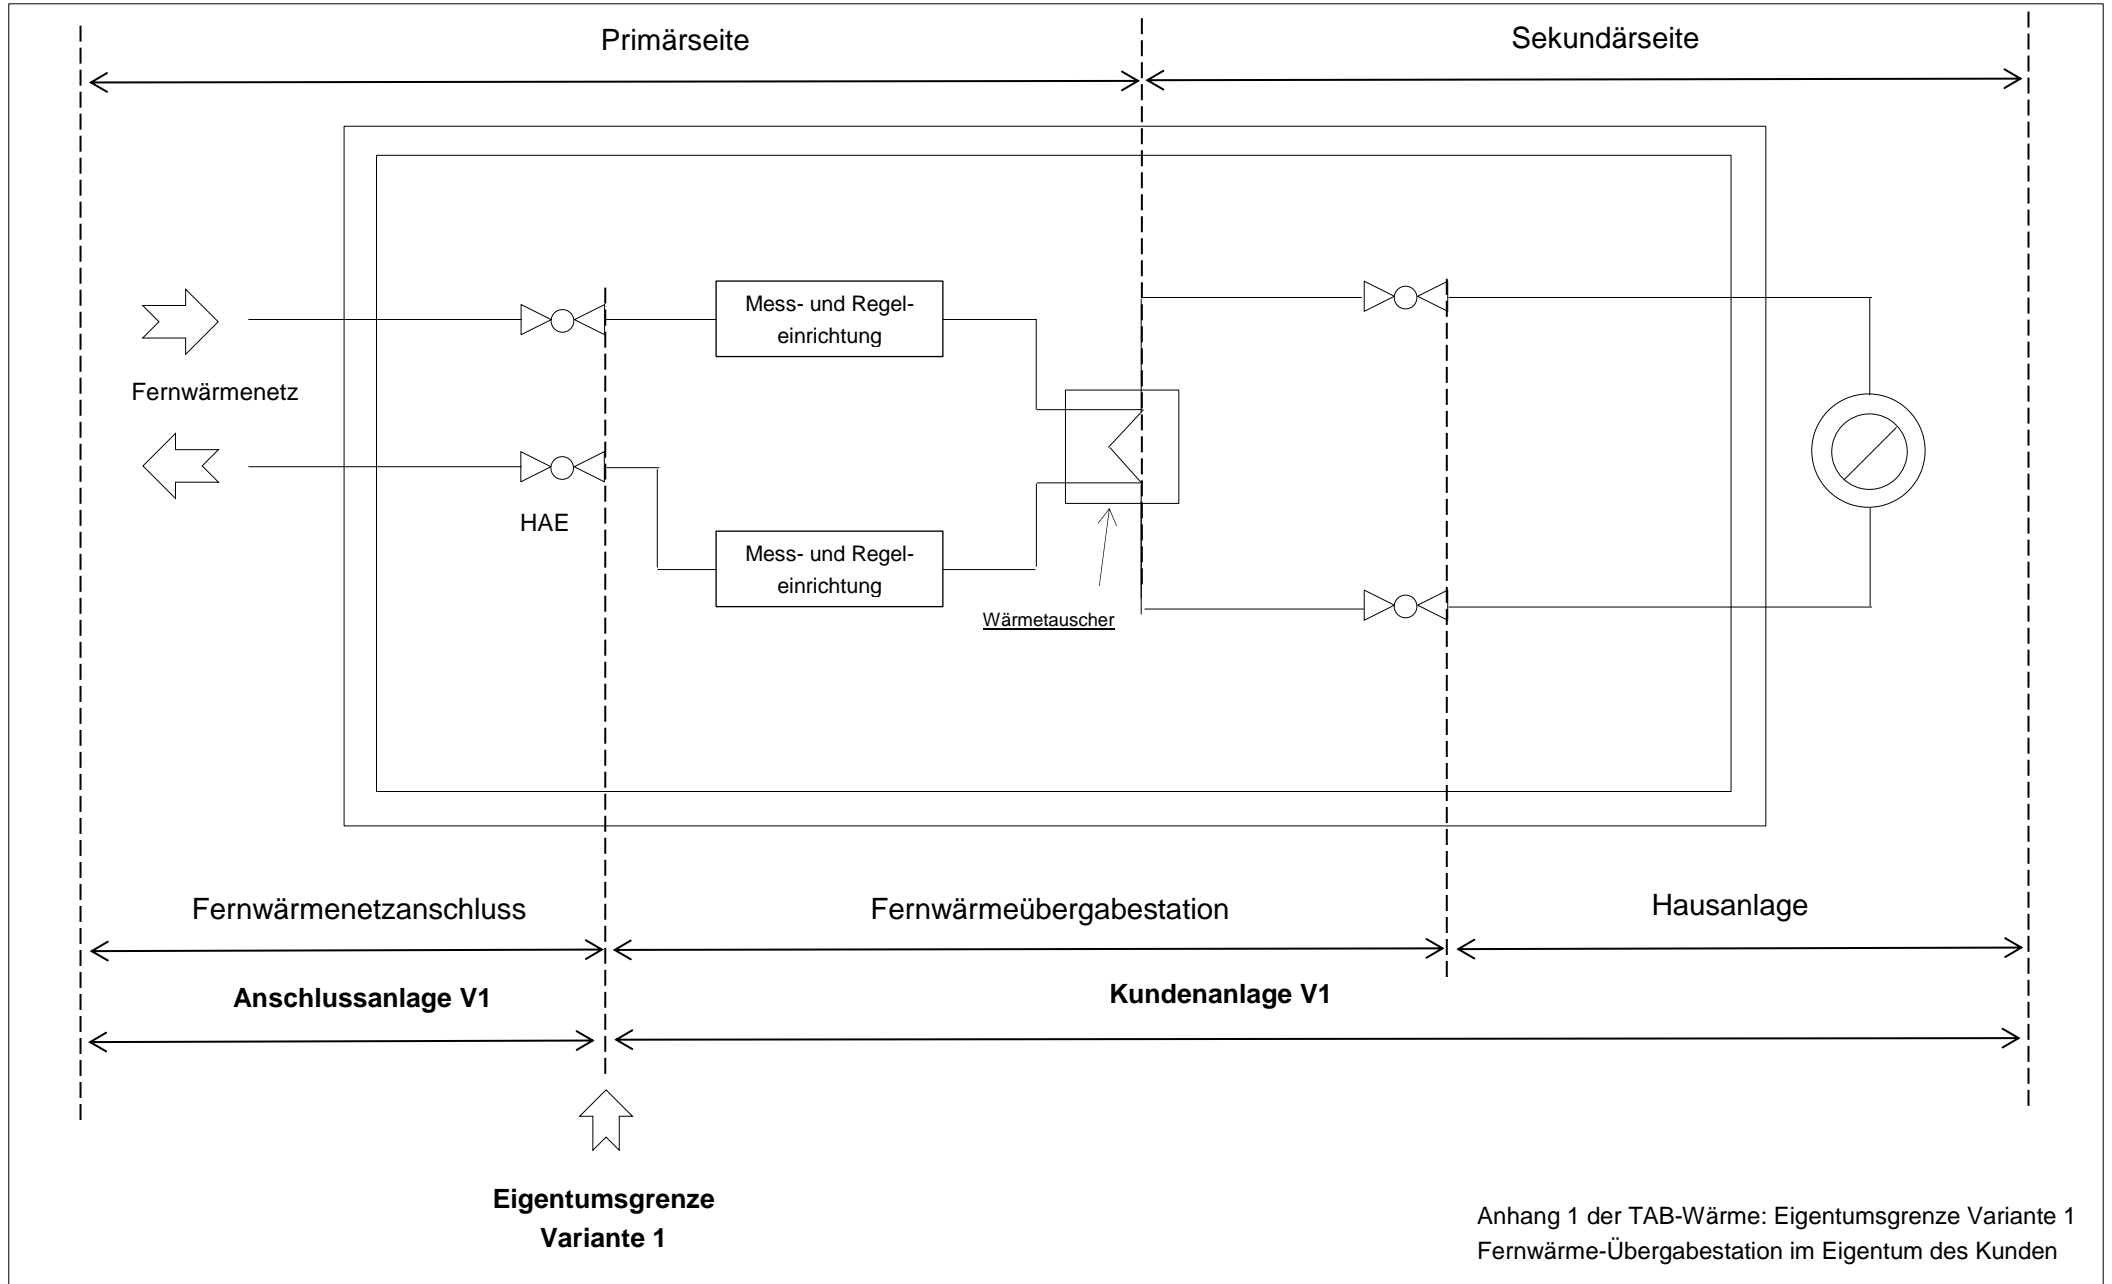 Primärseite
Sekundärseite
Mess- und Regel-
einrichtung
Fernwärmenetz
HAE
Mess- und Regel-
einrichtung
Wärmetauscher
Fernwärmenetzanschluss
Fernwärmeübergabestation
Hausanlage
Anschlussanlage V1
Kundenanlage V1
Eigentumsgrenze
Variante 1
Anhang 1 der TAB-Wärme: Eigentumsgrenze Variante 1
Fernwärme-Übergabestation im Eigentum des Kunden